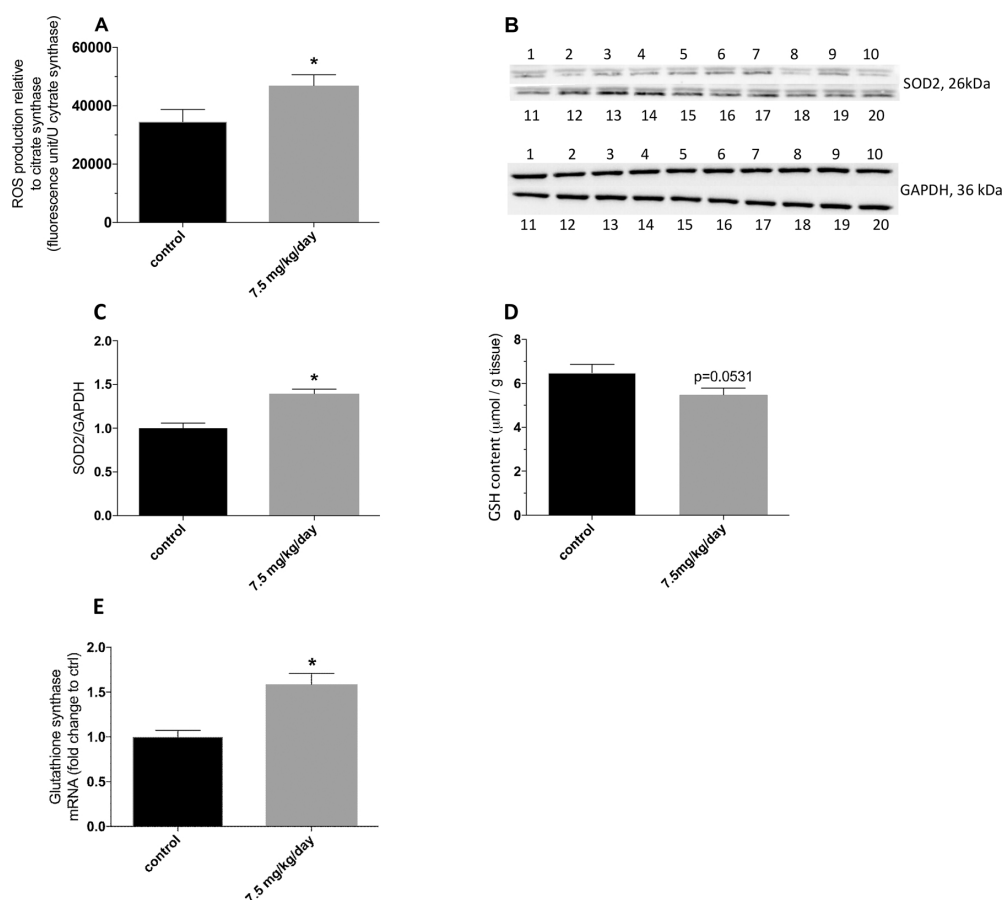 A
ROS production relative
to citrate synthase
(fluorescence unit/U cytrate synthase)
60000
40000
20000
0
*
control
7.5 mg/kg/day
B
1 2 3 4 5 6 7 8 9 10
SOD2, 26kDa
11 12 13 14 15 16 17 18 19 20
1 2 3 4 5 6 7 8 9 10
GAPDH, 36 kDa
11 12 13 14 15 16 17 18 19 20
C
SOD2/GAPDH
2.0
1.5
1.0
0.5
0.0
*
control
7.5 mg/kg/day
D
GSH content (μmol / g tissue)
8
6
4
2
0
p=0.0531
control
7.5mg/kg/day
E
Glutathione synthase
mRNA (fold change to ctrl)
2.0
1.5
1.0
0.5
0.0
*
control
7.5 mg/kg/day